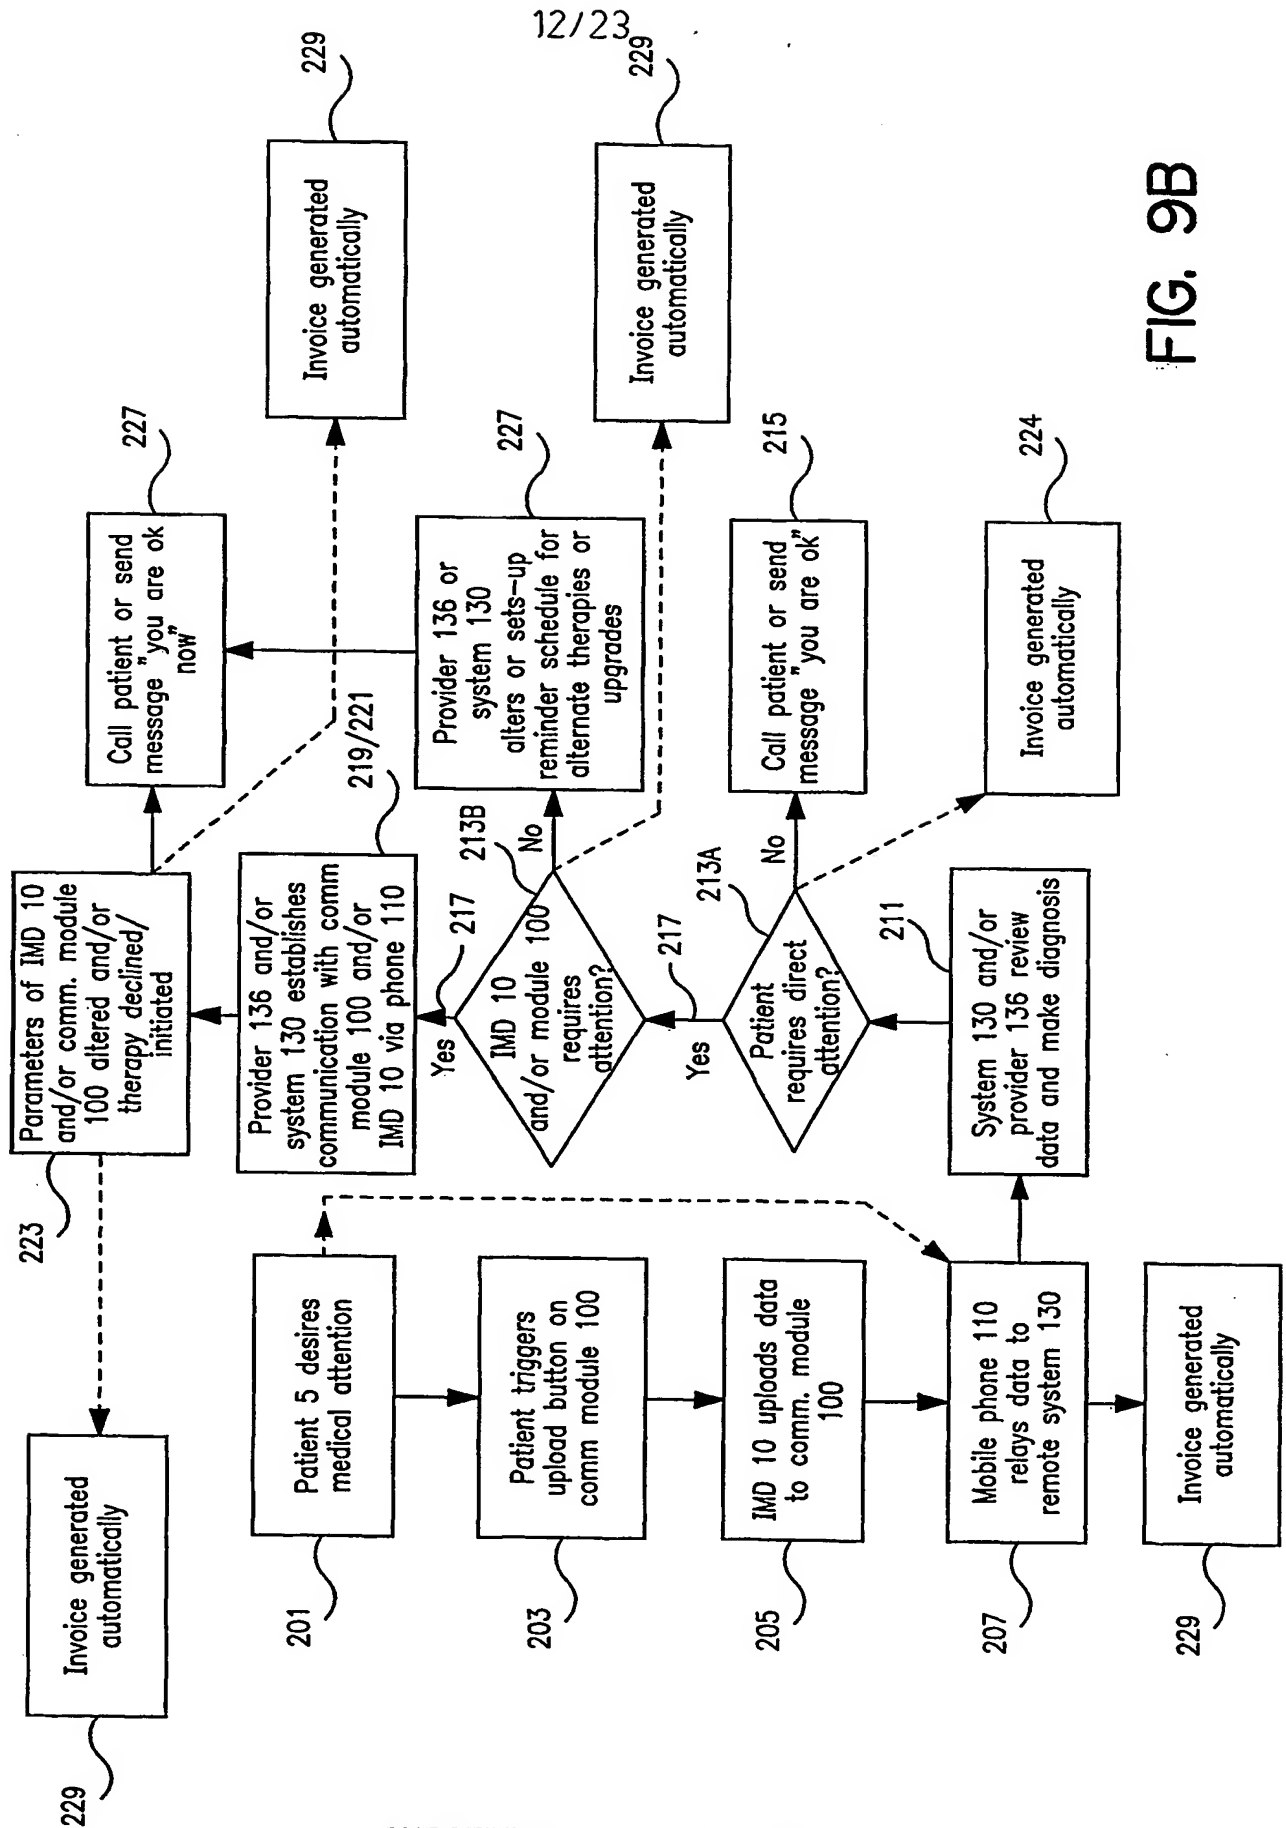 12/23
229
Invoice generated
automatically
223
Parameters of IMD 10
and/or comm. module
100 altered and/or
therapy declined/
initiated
Call patient or send
message "you are ok
now"
227
Invoice generated
automatically
229
201
Patient 5 desires
medical attention
Provider 136 and/or
system 130 establishes
communication with comm
module 100 and/or
IMD 10 via phone 110
219/221
Yes
217
203
Patient triggers
upload button on
comm module 100
IMD 10
and/or module 100
requires
attention?
213B
No
Provider 136 or
system 130
alters or sets-up
reminder schedule for
alternate therapies or
upgrades
227
Invoice generated
automatically
229
Yes
217
205
IMD 10 uploads data
to comm. module
100
Patient
requires direct
attention?
213A
No
Call patient or send
message "you are ok"
215
207
Mobile phone 110
relays data to
remote system 130
System 130 and/or
provider 136 review
data and make diagnosis
211
Invoice generated
automatically
224
229
Invoice generated
automatically
FIG. 9B